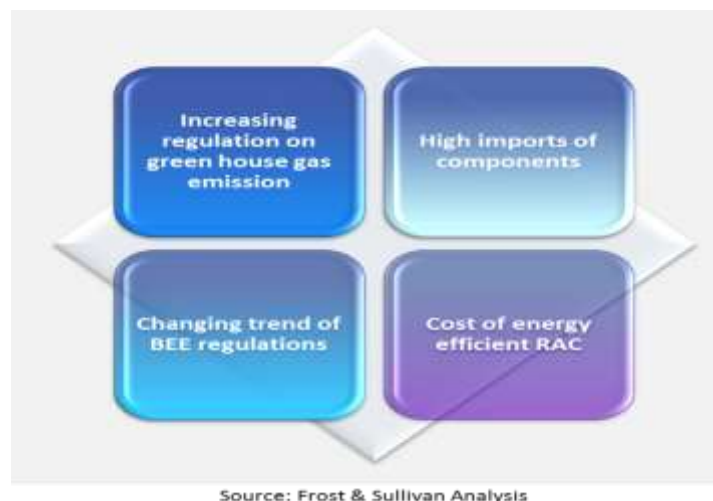 Increasing
regulation on
green house gas
emission
High imports of
components
Changing trend of
BEE regulations
Cost of energy
efficient RAC
Source: Frost & Sullivan Analysis